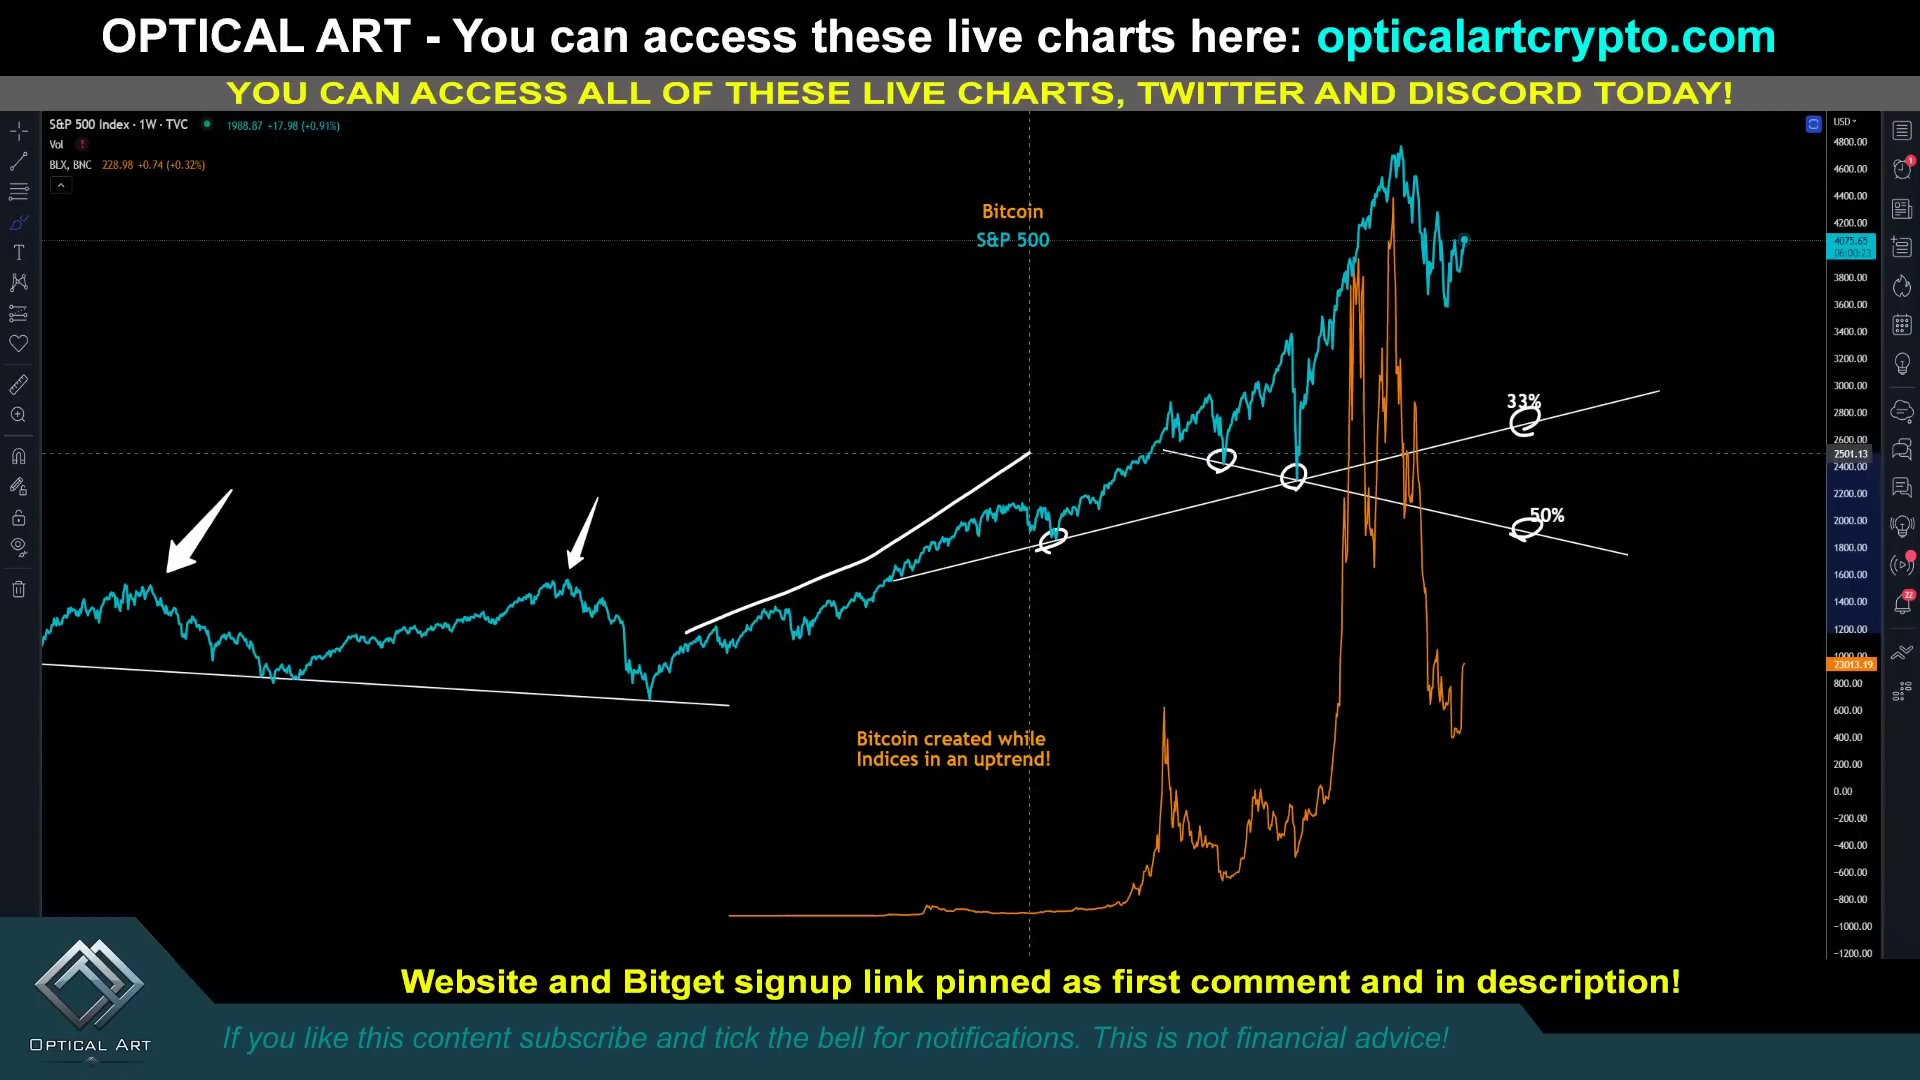 OPTICAL ART - You can access these live charts here: opticalartcrypto.com
YOU CAN ACCESS ALL OF THESE LIVE CHARTS, TWITTER AND DISCORD TODAY!
S&P 500 Index · 1W · TVC 1988.87 +17.98 (+0.91%)
Vol
BLX, BNC 228.98 +0.74 (+0.32%)
USD
4800.00
4600.00
4400.00
4200.00
4075.65
06:00:23
3800.00
3600.00
3400.00
3200.00
3000.00
2800.00
2600.00
2501.13
2400.00
2200.00
2000.00
1800.00
1600.00
1400.00
1200.00
1000.00
23013.19
800.00
600.00
400.00
200.00
0.00
-200.00
-400.00
-600.00
-800.00
-1000.00
-1200.00
1
22
Bitcoin
S&P 500
33%
50%
Bitcoin created while
Indices in an uptrend!
Website and Bitget signup link pinned as first comment and in description!
OPTICAL ART
If you like this content subscribe and tick the bell for notifications. This is not financial advice!